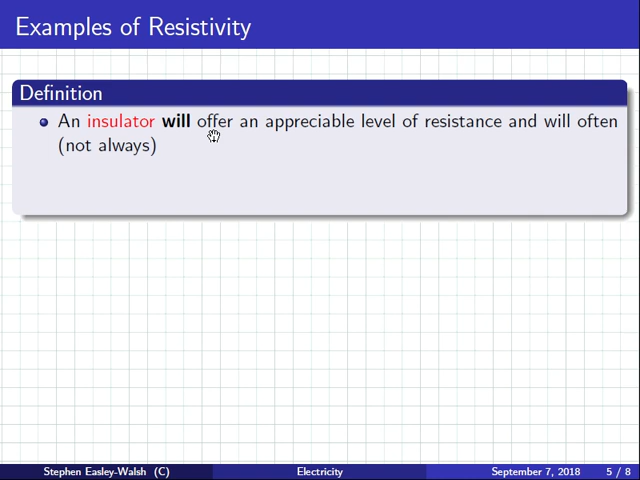 Examples of Resistivity
Definition
An insulator will offer an appreciable level of resistance and will often
(not always)
Stephen Easley-Walsh (C) Electricity September 7, 2018 5 / 8